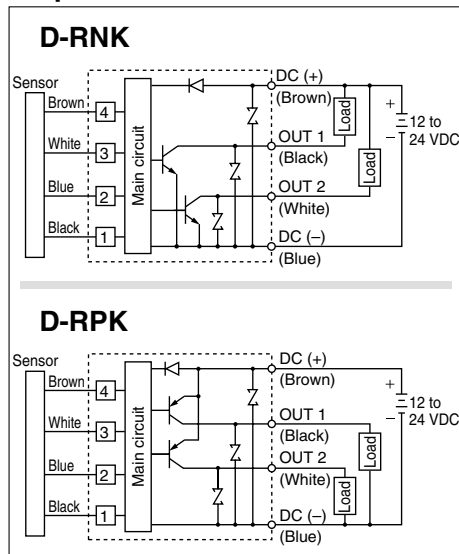 D-RNK
Sensor
Brown
White
Blue
Black
4
3
2
1
Main circuit
DC (+)
(Brown)
OUT 1
(Black)
OUT 2
(White)
DC (–)
(Blue)
Load
Load
+
–
12 to
24 VDC
D-RPK
Sensor
Brown
White
Blue
Black
4
3
2
1
Main circuit
DC (+)
(Brown)
OUT 1
(Black)
OUT 2
(White)
DC (–)
(Blue)
Load
Load
+
–
12 to
24 VDC